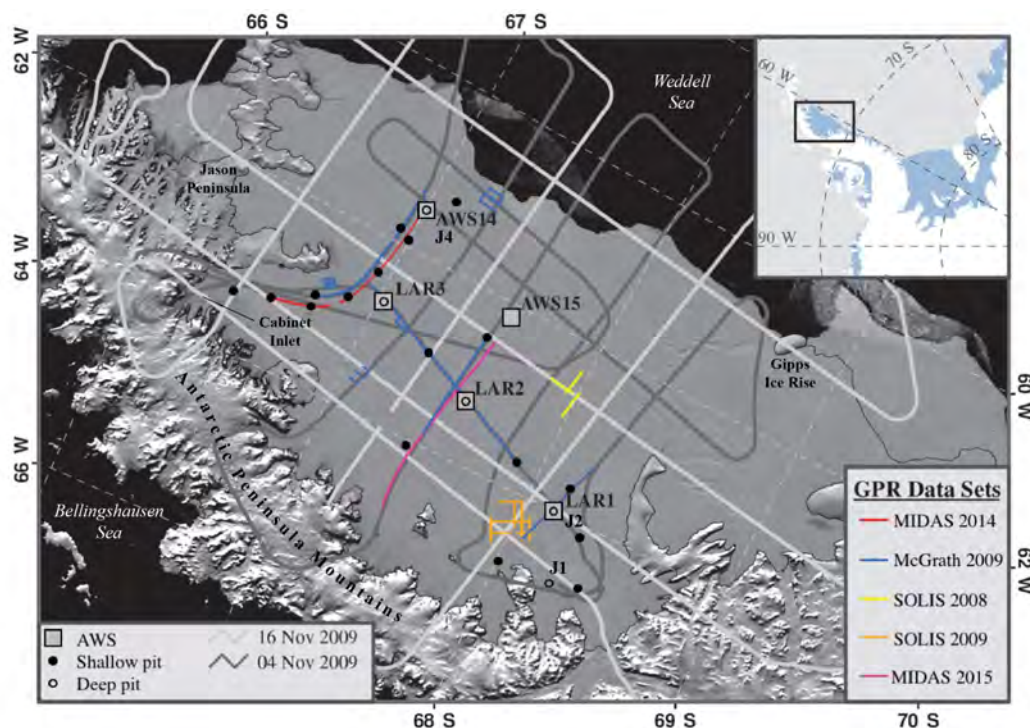 66 S
67 S
62 W
60 W
70 S
Weddell
Sea
80 S
90 W
Jason
Peninsula
AWS14
J4
64 W
LAR3
AWS15
Cabinet
Inlet
Gipps
Ice Rise
LAR2
60 W
Antarctic Peninsula Mountains
66 W
LAR1
J2
Bellingshausen
Sea
J1
62 W
GPR Data Sets
MIDAS 2014
McGrath 2009
SOLIS 2008
SOLIS 2009
MIDAS 2015
AWS
Shallow pit
Deep pit
16 Nov 2009
04 Nov 2009
68 S
69 S
70 S